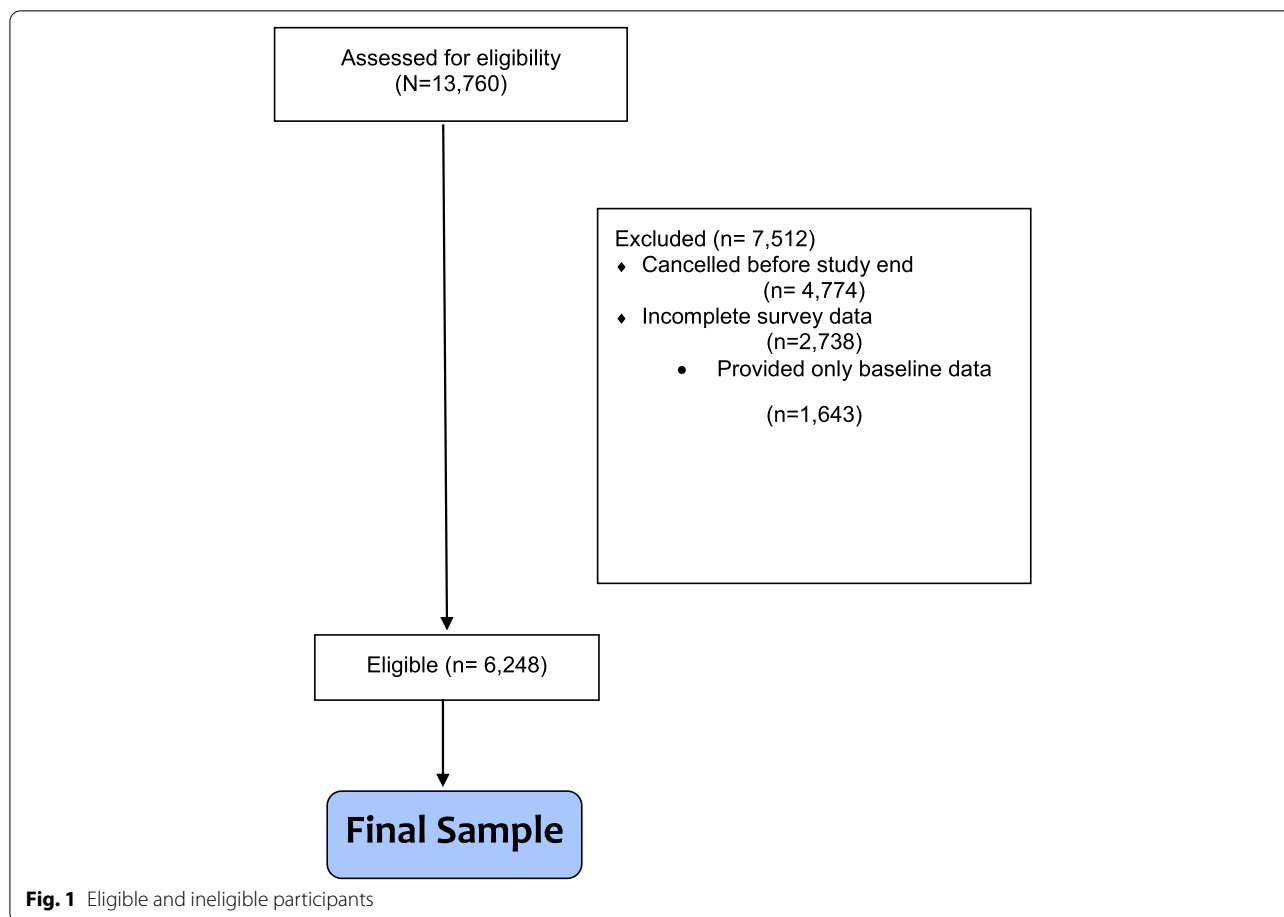 Assessed for eligibility
(N=13,760)
Excluded (n= 7,512)
♦ Cancelled before study end
(n= 4,774)
♦ Incomplete survey data
(n=2,738)
• Provided only baseline data
(n=1,643)
Eligible (n= 6,248)
Final Sample
Fig. 1 Eligible and ineligible participants